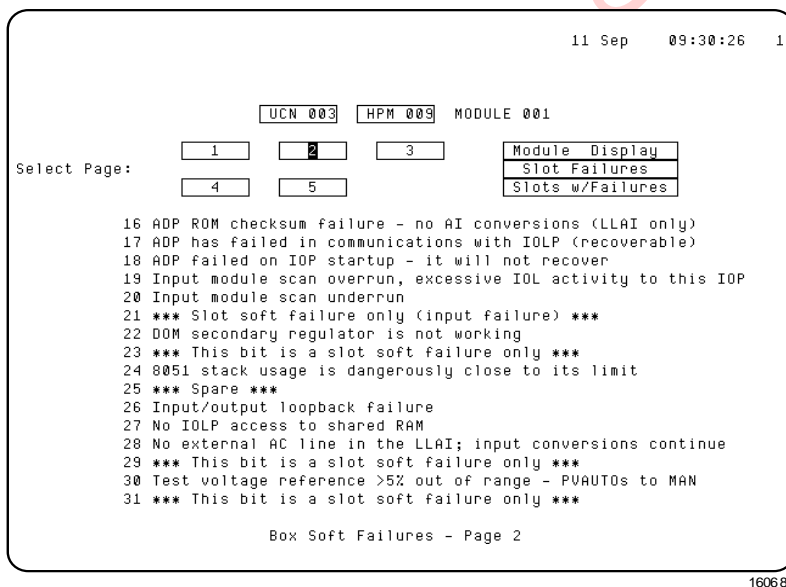 11 Sep 09:30:26 1
UCN 003 HPM 009 MODULE 001
1 2 3 Module Display
Select Page: Slot Failures
4 5 Slots w/Failures
16 ADP ROM checksum failure - no AI conversions (LLAI only)
17 ADP has failed in communications with IOLP (recoverable)
18 ADP failed on IOP startup - it will not recover
19 Input module scan overrun, excessive IOL activity to this IOP
20 Input module scan underrun
21 *** Slot soft failure only (input failure) ***
22 DOM secondary regulator is not working
23 *** This bit is a slot soft failure only ***
24 8051 stack usage is dangerously close to its limit
25 *** Spare ***
26 Input/output loopback failure
27 No IOLP access to shared RAM
28 No external AC line in the LLAI; input conversions continue
29 *** This bit is a slot soft failure only ***
30 Test voltage reference >5% out of range - PVAUTOs to MAN
31 *** This bit is a slot soft failure only ***
Box Soft Failures - Page 2
16068